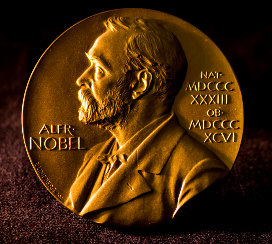 ALFR·
NOBEL
NAT·
MDCCC
XXXIII
OB·
MDCCC
XCVI